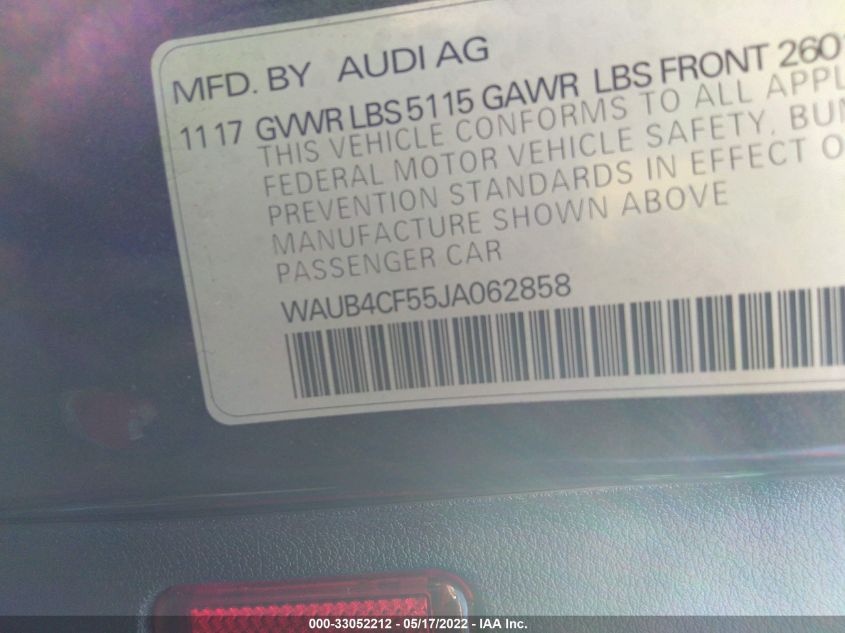 MFD. BY AUDI AG
11 17 GVWR LBS 5115 GAWR LBS FRONT 2601
THIS VEHICLE CONFORMS TO ALL APPL
FEDERAL MOTOR VEHICLE SAFETY, BUM
PREVENTION STANDARDS IN EFFECT O
MANUFACTURE SHOWN ABOVE
PASSENGER CAR
WAUB4CF55JA062858
000-33052212 - 05/17/2022 - IAA Inc.